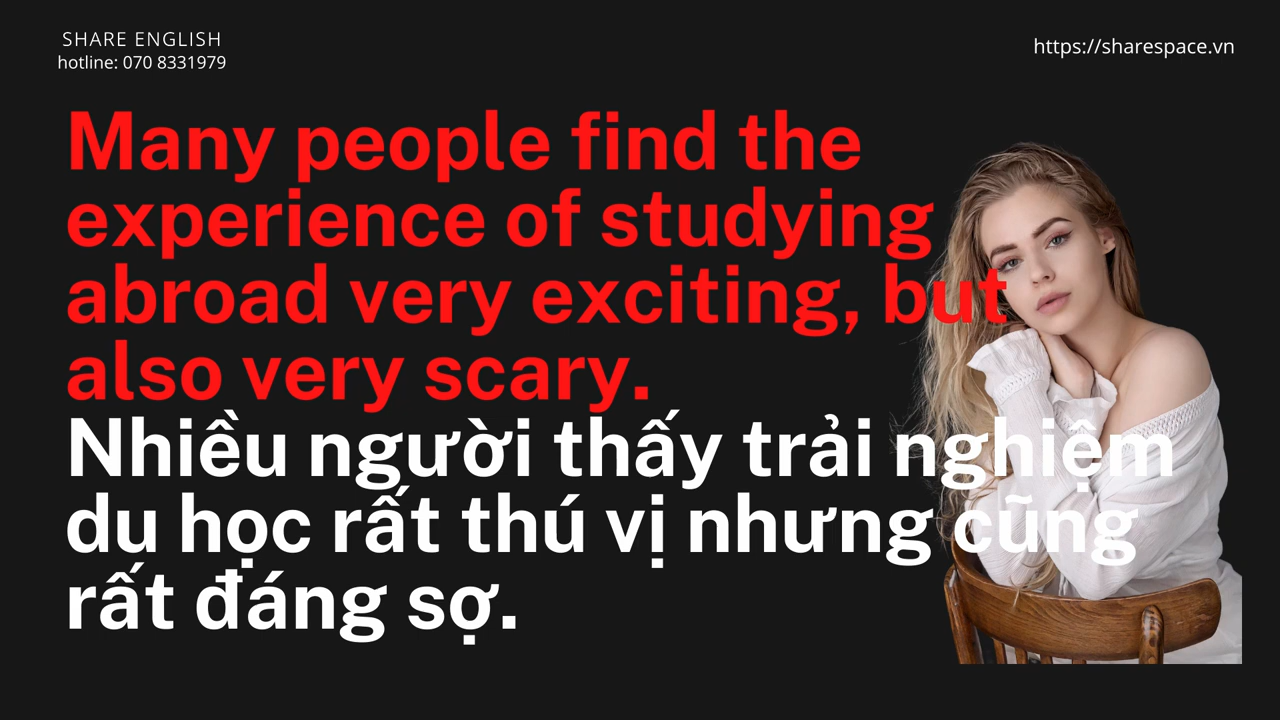 SHARE ENGLISH
hotline: 070 8331979
https://sharespace.vn
Many people find the
experience of studying
abroad very exciting, but
also very scary.
Nhiều người thấy trải nghiệm
du học rất thú vị nhưng cũng
rất đáng sợ.